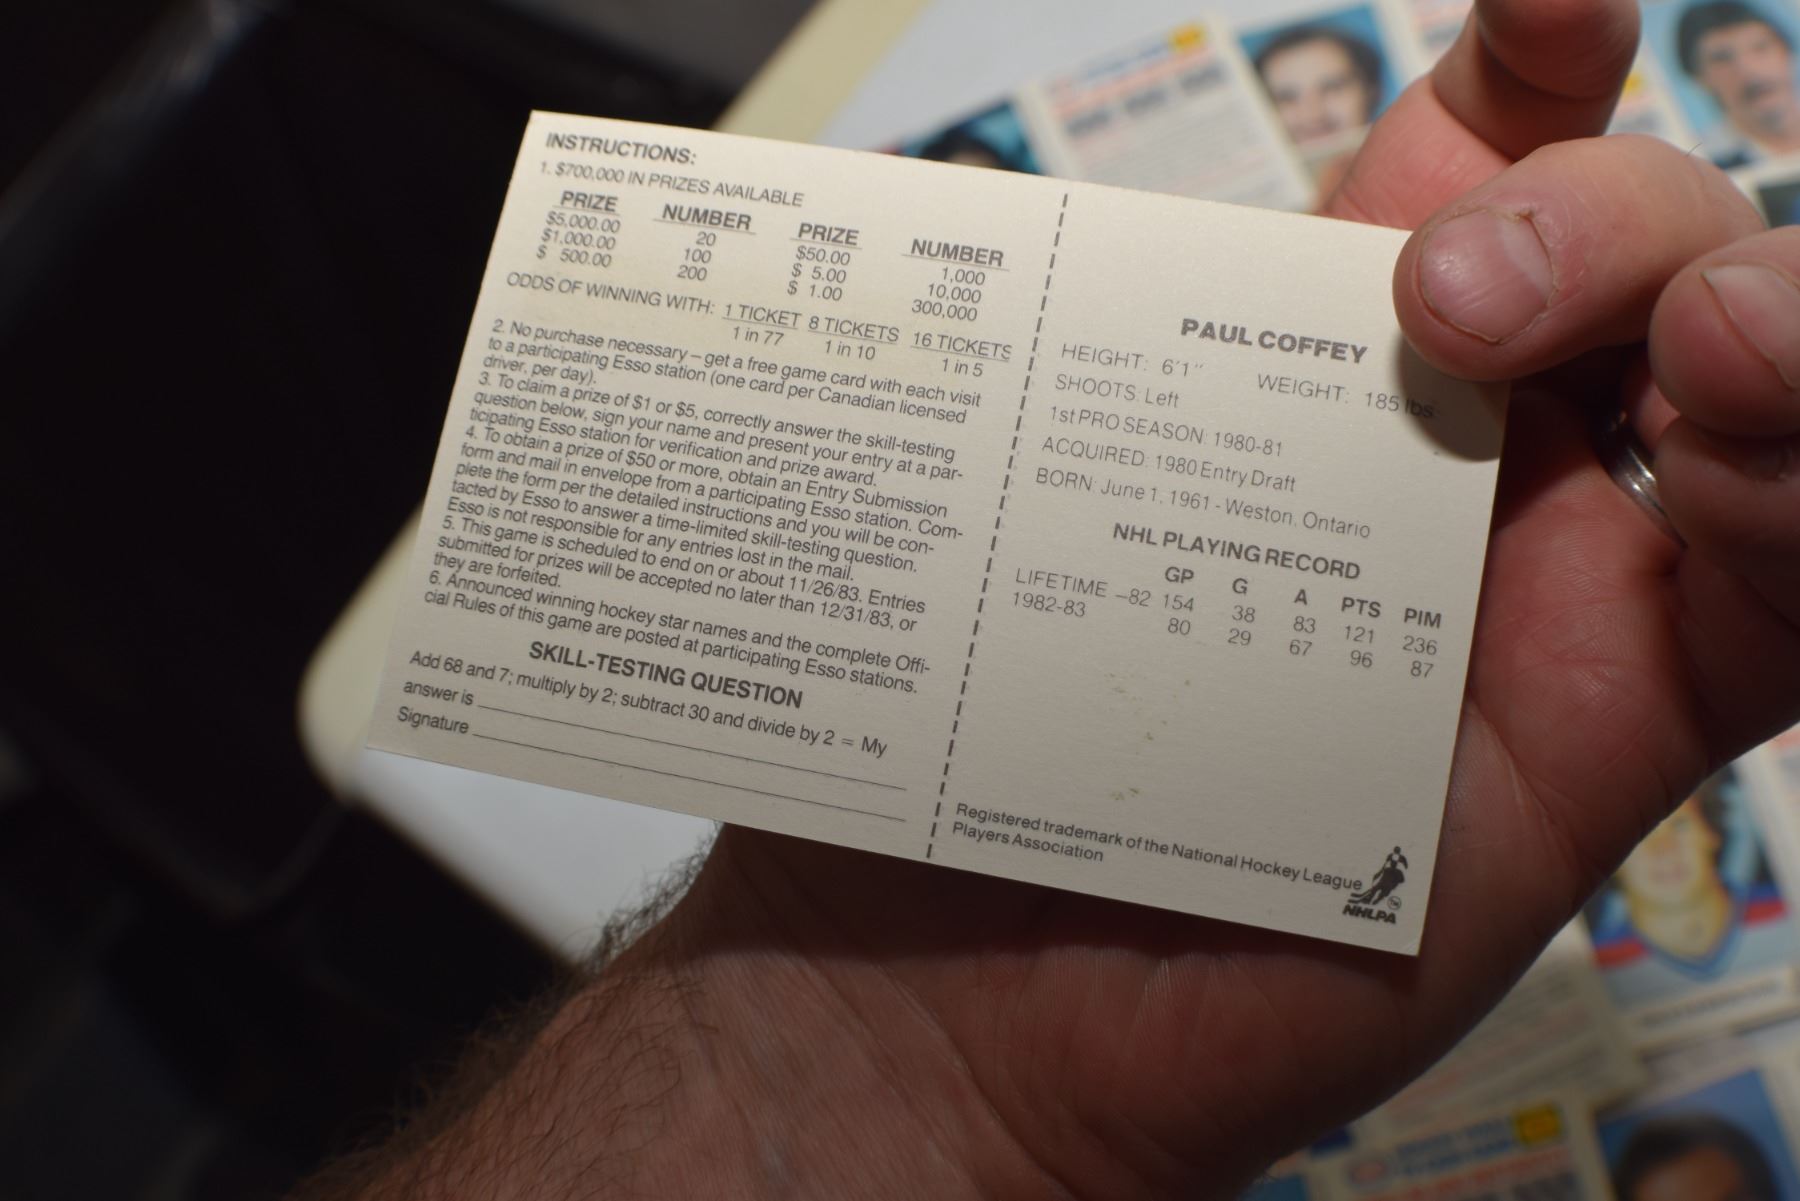 INSTRUCTIONS:
1. $700,000 IN PRIZES AVAILABLE
PRIZE NUMBER PRIZE NUMBER
$5,000.00 20 $50.00 1,000
$1,000.00 100 $ 5.00 10,000
$ 500.00 200 $ 1.00 300,000
ODDS OF WINNING WITH: 1 TICKET 8 TICKETS 16 TICKETS
1 in 77 1 in 10 1 in 5
2. No purchase necessary – get a free game card with each visit
to a participating Esso station (one card per Canadian licensed
driver, per day).
3. To claim a prize of $1 or $5, correctly answer the skill-testing
question below, sign your name and present your entry at a par-
ticipating Esso station for verification and prize award.
4. To obtain a prize of $50 or more, obtain an Entry Submission
form and mail in envelope from a participating Esso station. Com-
plete the form per the detailed instructions and you will be con-
tacted by Esso to answer a time-limited skill-testing question.
Esso is not responsible for any entries lost in the mail.
5. This game is scheduled to end on or about 11/26/83. Entries
submitted for prizes will be accepted no later than 12/31/83, or
they are forfeited.
6. Announced winning hockey star names and the complete Offi-
cial Rules of this game are posted at participating Esso stations.
SKILL-TESTING QUESTION
Add 68 and 7; multiply by 2; subtract 30 and divide by 2 = My
answer is
Signature
PAUL COFFEY
HEIGHT: 6'1" WEIGHT: 185 lbs.
SHOOTS: Left
1st PRO SEASON: 1980-81
ACQUIRED: 1980 Entry Draft
BORN: June 1, 1961 - Weston, Ontario
NHL PLAYING RECORD
GP G A PTS PIM
LIFETIME –82 154 38 83 121 236
1982-83 80 29 67 96 87
Registered trademark of the National Hockey League
Players Association
NHLPA
TM